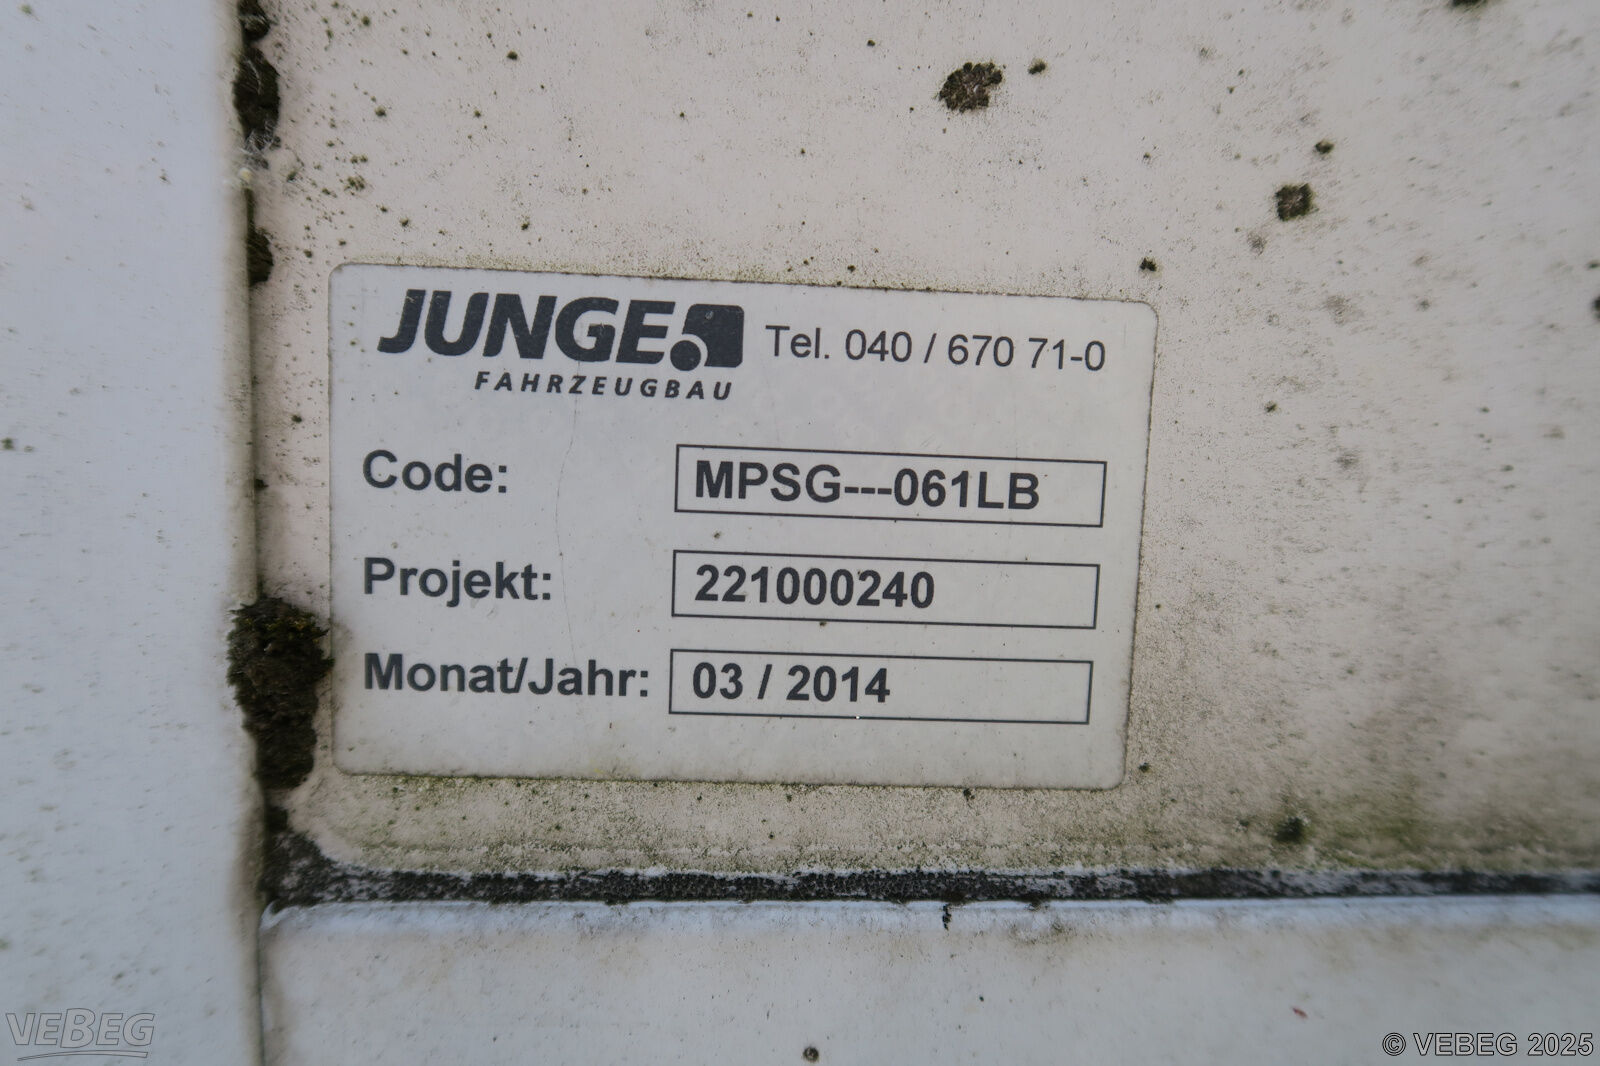 JUNGE
FAHRZEUGBAU
Tel. 040 / 670 71-0
Code: MPSG---061LB
Projekt: 221000240
Monat/Jahr: 03 / 2014
VEBEG
© VEBEG 2025